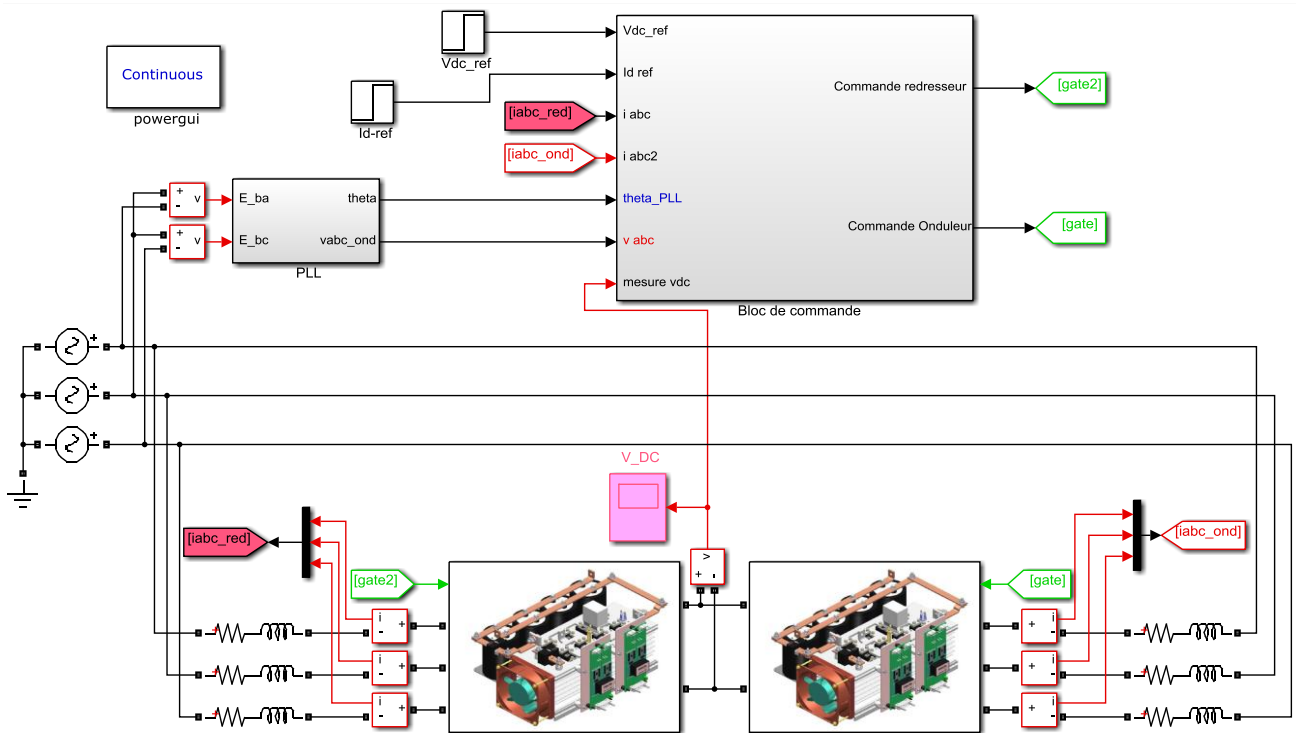 Vdc_ref
Continuous
powergui
Id-ref
Vdc_ref
Id ref
[iabc_red]
i abc
[iabc_ond]
i abc2
theta_PLL
v abc
mesure vdc
Commande redresseur
[gate2]
Commande Onduleur
[gate]
Bloc de commande
+
-
v
E_ba
theta
+
-
v
E_bc
vabc_ond
PLL
+
+
+
V_DC
[iabc_red]
[iabc_ond]
v
+ -
[gate2]
[gate]
+
i
-
+
i
-
+
+
i
-
+
i
-
+
+
i
-
+
i
-
+